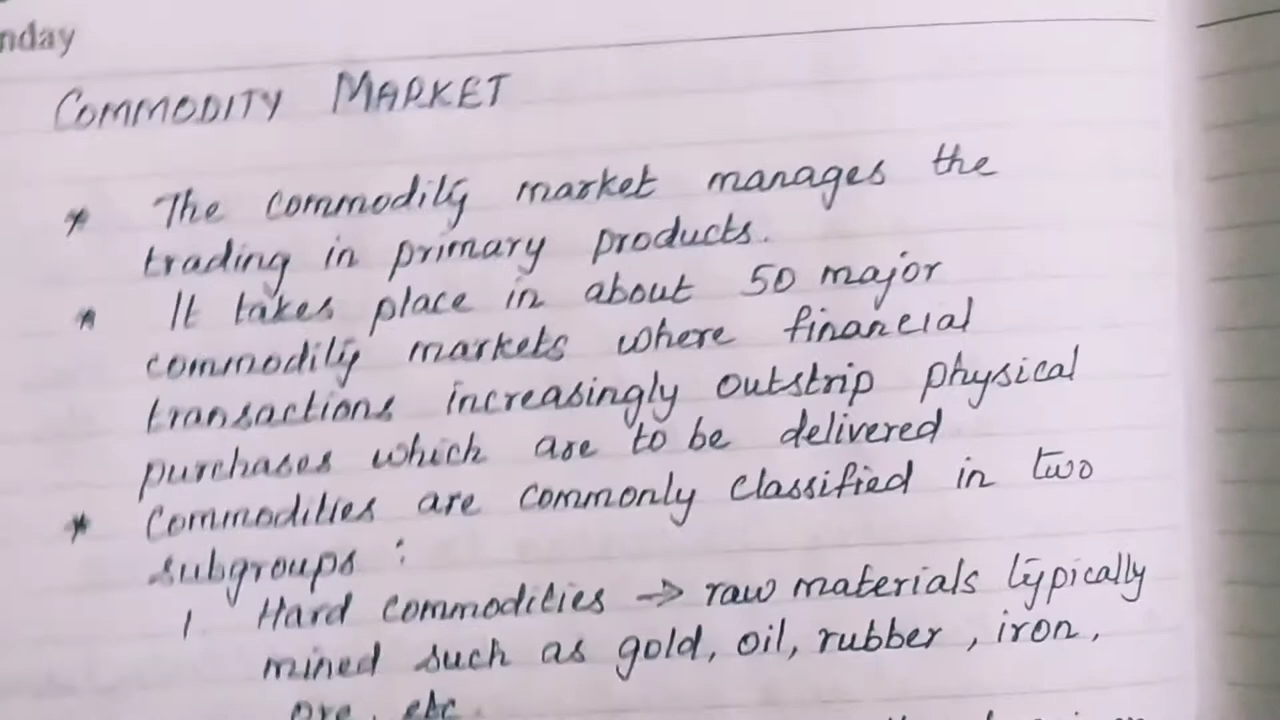 nday
COMMODITY MARKET
* The commodity market manages the
trading in primary products.
* It takes place in about 50 major
commodity markets where financial
transactions increasingly outstrip physical
purchases which are to be delivered
* Commodities are commonly classified in two
subgroups :
1 Hard commodities → raw materials typically
mined such as gold, oil, rubber, iron,
ore, etc.